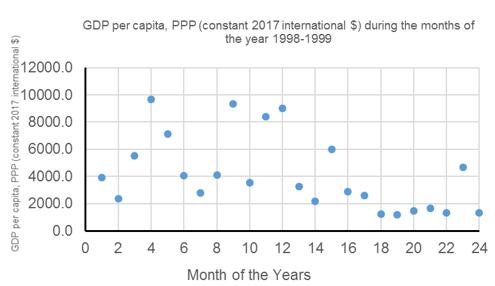 GDP per capita, PPP (constant 2017 international $) during the months of
the year 1998-1999
GDP per capita, PPP (constant 2017 international $)
12000.0
10000.0
8000.0
6000.0
4000.0
2000.0
0.0
0 2 4 6 8 10 12 14 16 18 20 22 24
Month of the Years